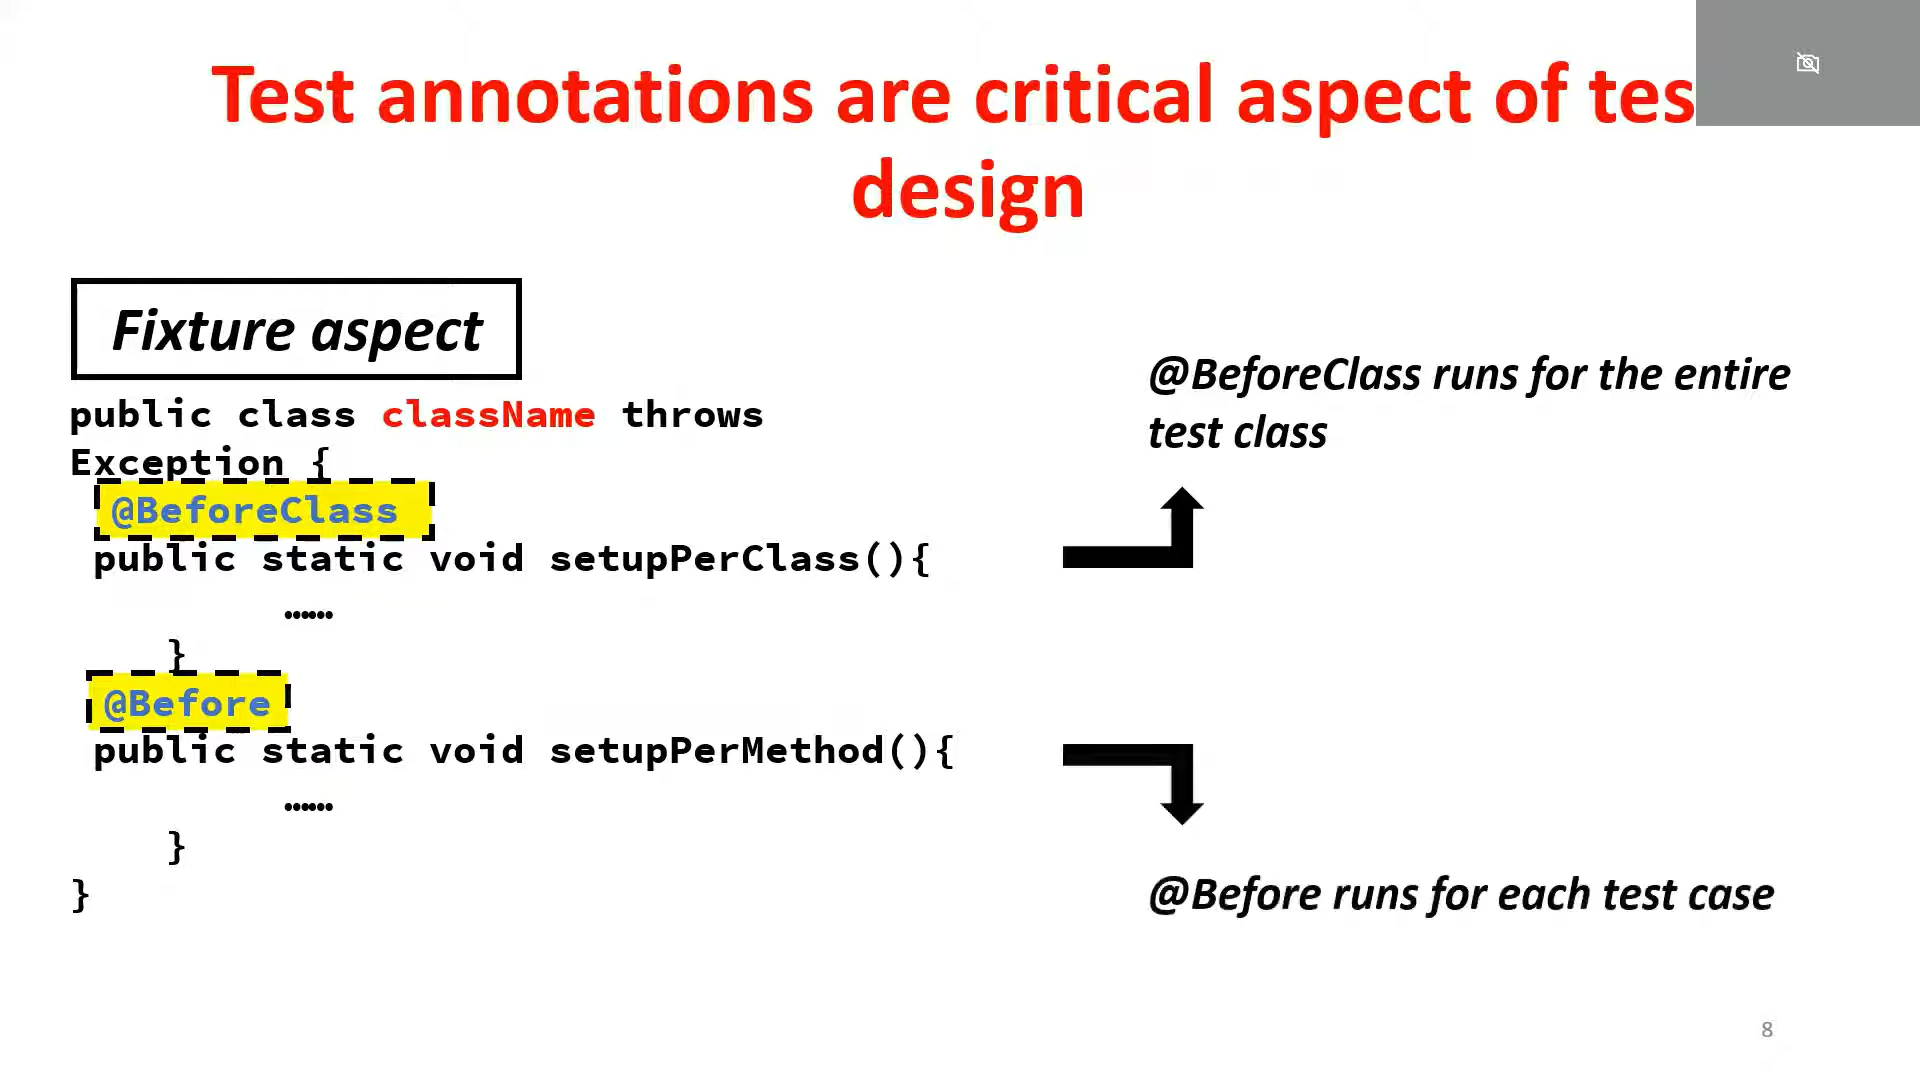 Test annotations are critical aspect of tes
design
Fixture aspect
public class className throws
Exception {
@BeforeClass
public static void setupPerClass(){
……
}
@Before
public static void setupPerMethod(){
……
}
}
@BeforeClass runs for the entire
test class
@Before runs for each test case
8